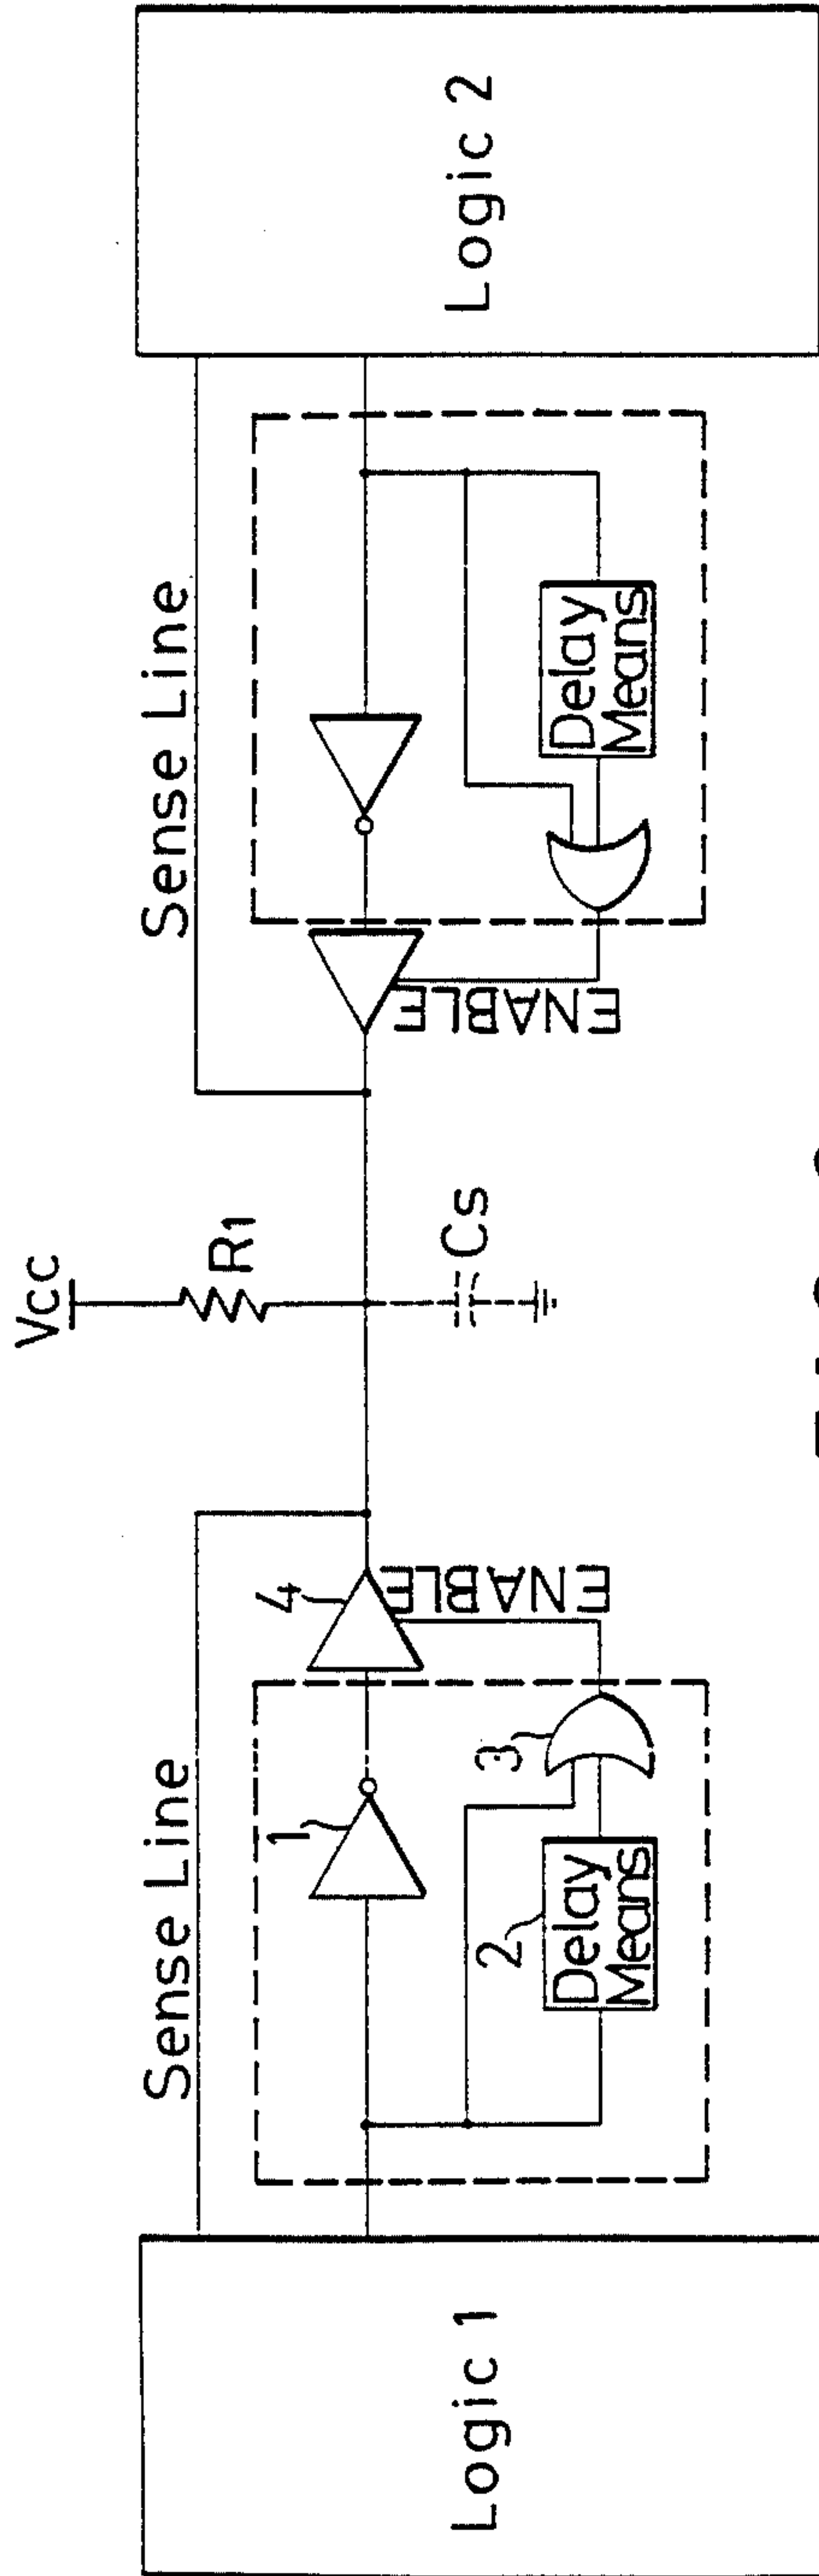 Vcc
Sense Line
Sense Line
R1
4
ENABLE
1
3
2
Delay
Means
Cs
ENABLE
Delay
Means
Logic 1
Logic 2